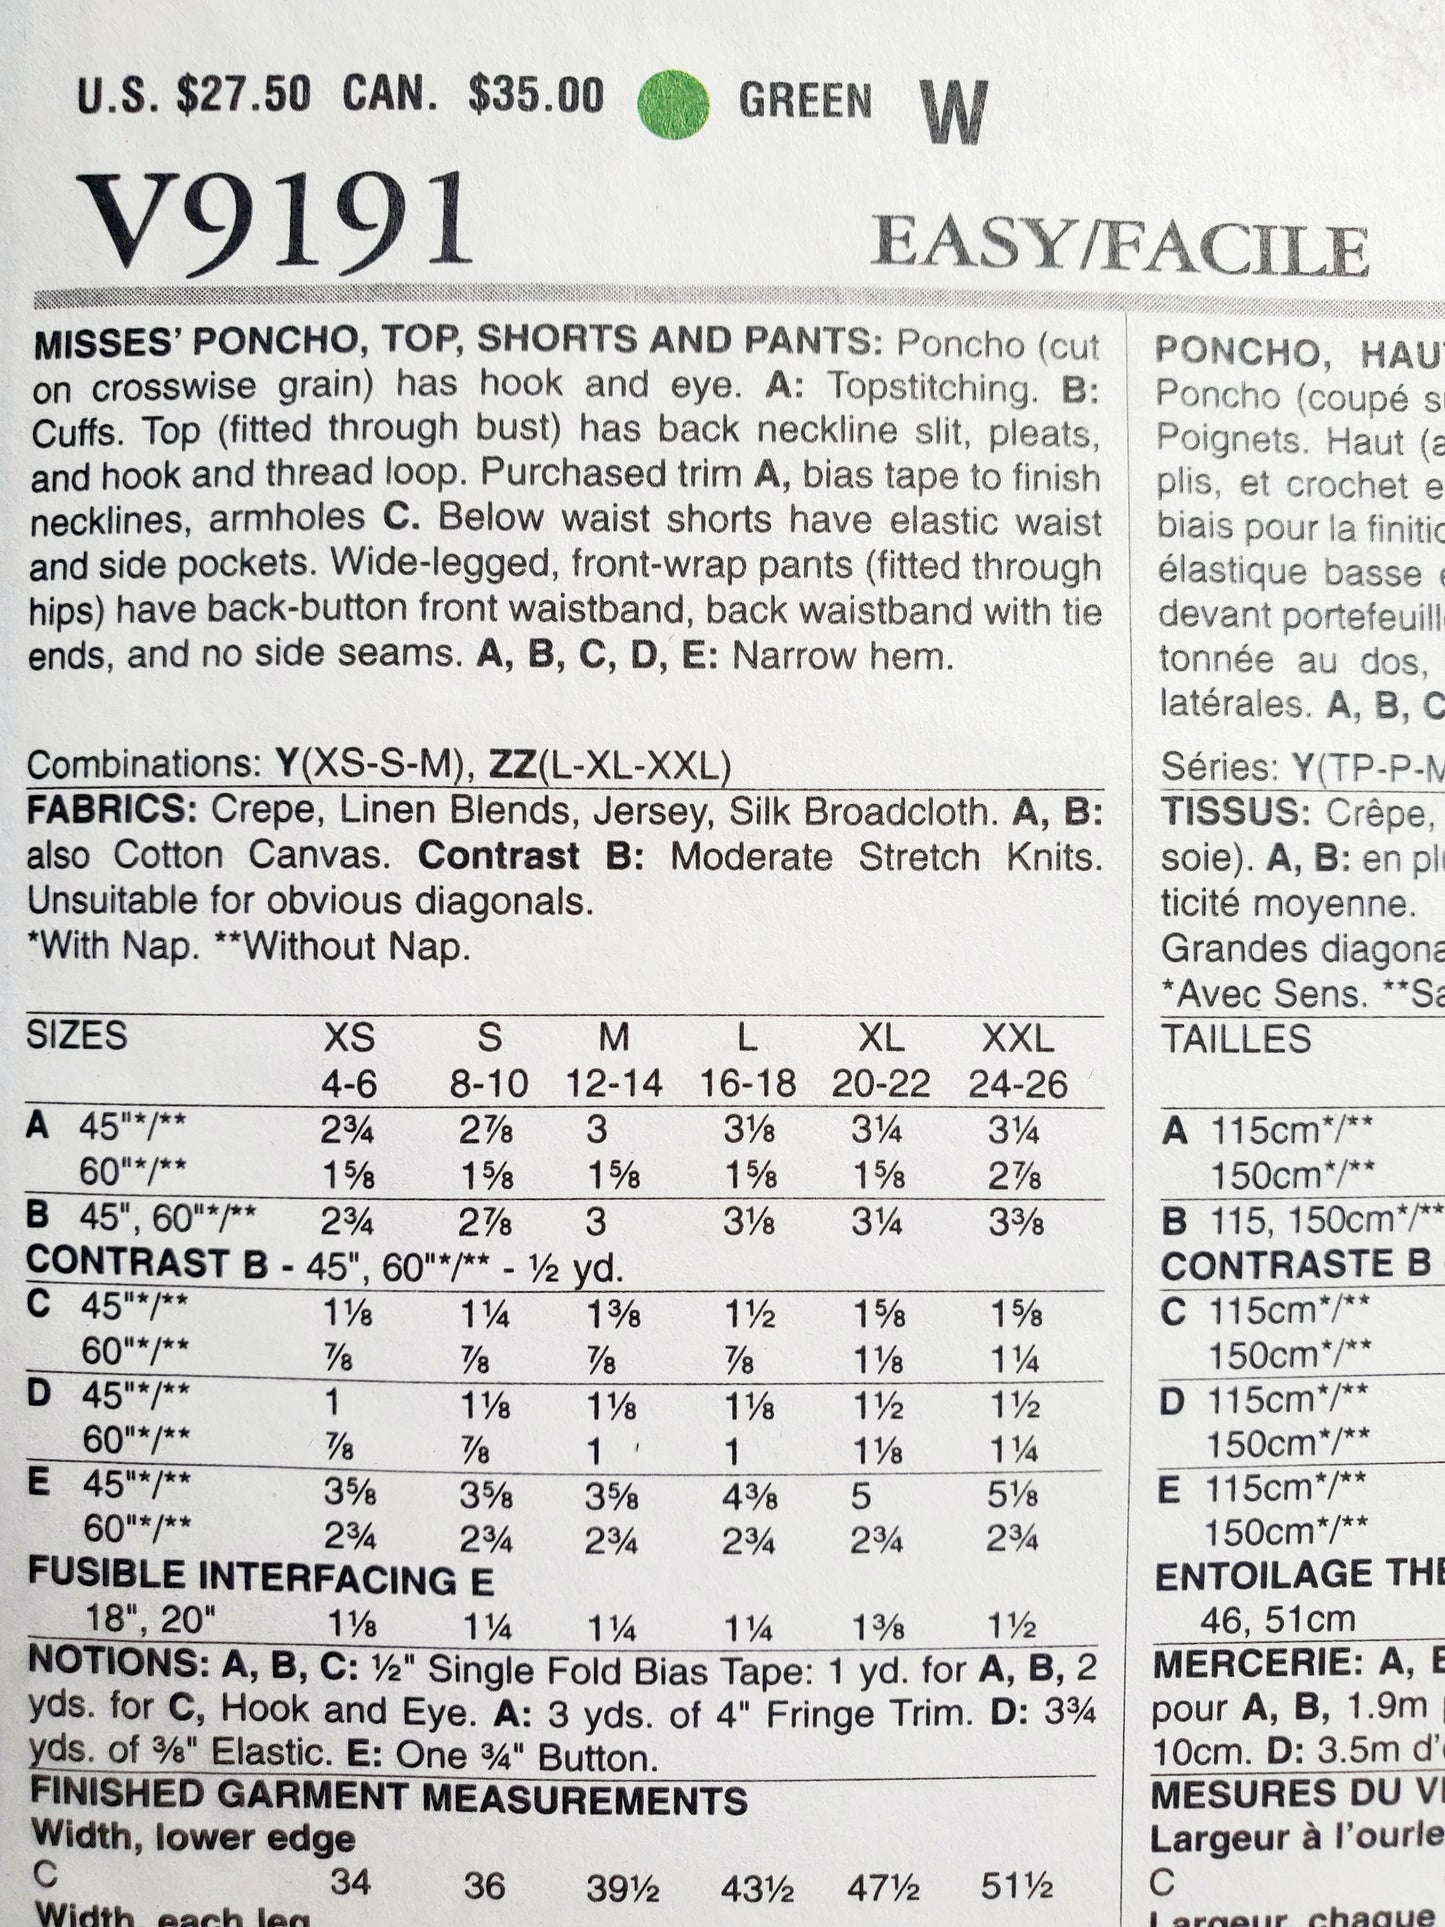 U.S. $27.50 CAN. $35.00 GREEN W
V9191
EASY/FACILE
MISSES' PONCHO, TOP, SHORTS AND PANTS: Poncho (cut
on crosswise grain) has hook and eye. A: Topstitching. B:
Cuffs. Top (fitted through bust) has back neckline slit, pleats,
and hook and thread loop. Purchased trim A, bias tape to finish
necklines, armholes C. Below waist shorts have elastic waist
and side pockets. Wide-legged, front-wrap pants (fitted through
hips) have back-button front waistband, back waistband with tie
ends, and no side seams. A, B, C, D, E: Narrow hem.
Combinations: Y(XS-S-M), ZZ(L-XL-XXL)
FABRICS: Crepe, Linen Blends, Jersey, Silk Broadcloth. A, B:
also Cotton Canvas. Contrast B: Moderate Stretch Knits.
Unsuitable for obvious diagonals.
*With Nap. **Without Nap.
SIZES XS S M L XL XXL
4-6 8-10 12-14 16-18 20-22 24-26
A 45"*/** 2¾ 2⅞ 3 3⅛ 3¼ 3¼
60"*/** 1⅝ 1⅝ 1⅝ 1⅝ 1⅝ 2⅞
B 45", 60"*/** 2¾ 2⅞ 3 3⅛ 3¼ 3⅜
CONTRAST B - 45", 60"*/** - ½ yd.
C 45"*/** 1⅛ 1¼ 1⅜ 1½ 1⅝ 1⅝
60"*/** ⅞ ⅞ ⅞ ⅞ 1⅛ 1¼
D 45"*/** 1 1⅛ 1⅛ 1⅛ 1½ 1½
60"*/** ⅞ ⅞ 1 1 1⅛ 1¼
E 45"*/** 3⅝ 3⅝ 3⅝ 4⅜ 5 5⅛
60"*/** 2¾ 2¾ 2¾ 2¾ 2¾ 2¾
FUSIBLE INTERFACING E
18", 20" 1⅛ 1¼ 1¼ 1¼ 1⅜ 1½
NOTIONS: A, B, C: ½" Single Fold Bias Tape: 1 yd. for A, B, 2
yds. for C, Hook and Eye. A: 3 yds. of 4" Fringe Trim. D: 3¾
yds. of ⅜" Elastic. E: One ¾" Button.
FINISHED GARMENT MEASUREMENTS
Width, lower edge
C 34 36 39½ 43½ 47½ 51½
Width, each leg
PONCHO, HAUT
Poncho (coupé s
Poignets. Haut (a
plis, et crochet e
biais pour la finitio
élastique basse e
devant portefeuill
tonnée au dos,
latérales. A, B, C
Séries: Y(TP-P-M
TISSUS: Crêpe,
soie). A, B: en pl
ticité moyenne.
Grandes diagona
*Avec Sens. **Sa
TAILLES
A 115cm*/**
150cm*/**
B 115, 150cm*/**
CONTRASTE B
C 115cm*/**
150cm*/**
D 115cm*/**
150cm*/**
E 115cm*/**
150cm*/**
ENTOILAGE THE
46, 51cm
MERCERIE: A, B
pour A, B, 1.9m
10cm. D: 3.5m d'
MESURES DU V
Largeur à l'ourle
C
Largeur, chaque